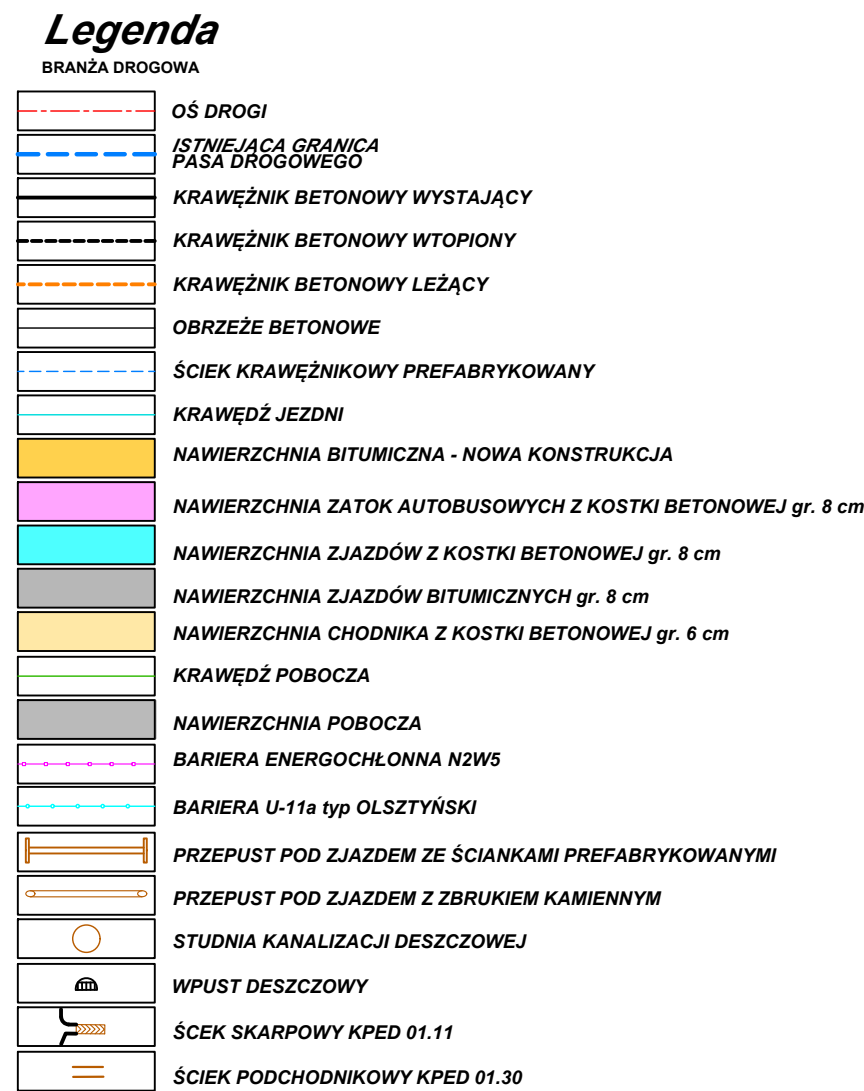 Legenda
BRANŻA DROGOWA
OŚ DROGI
ISTNIEJĄCA GRANICA
PASA DROGOWEGO
KRAWĘŻNIK BETONOWY WYSTAJĄCY
KRAWĘŻNIK BETONOWY WTOPIONY
KRAWĘŻNIK BETONOWY LEŻĄCY
OBRZEŻE BETONOWE
ŚCIEK KRAWĘŻNIKOWY PREFABRYKOWANY
KRAWĘDŹ JEZDNI
NAWIERZCHNIA BITUMICZNA - NOWA KONSTRUKCJA
NAWIERZCHNIA ZATOK AUTOBUSOWYCH Z KOSTKI BETONOWEJ gr. 8 cm
NAWIERZCHNIA ZJAZDÓW Z KOSTKI BETONOWEJ gr. 8 cm
NAWIERZCHNIA ZJAZDÓW BITUMICZNYCH gr. 8 cm
NAWIERZCHNIA CHODNIKA Z KOSTKI BETONOWEJ gr. 6 cm
KRAWĘDŹ POBOCZA
NAWIERZCHNIA POBOCZA
BARIERA ENERGOCHŁONNA N2W5
BARIERA U-11a typ OLSZTYŃSKI
PRZEPUST POD ZJAZDEM ZE ŚCIANKAMI PREFABRYKOWANYMI
PRZEPUST POD ZJAZDEM Z ZBRUKIEM KAMIENNYM
STUDNIA KANALIZACJI DESZCZOWEJ
WPUST DESZCZOWY
ŚCEK SKARPOWY KPED 01.11
ŚCIEK PODCHODNIKOWY KPED 01.30